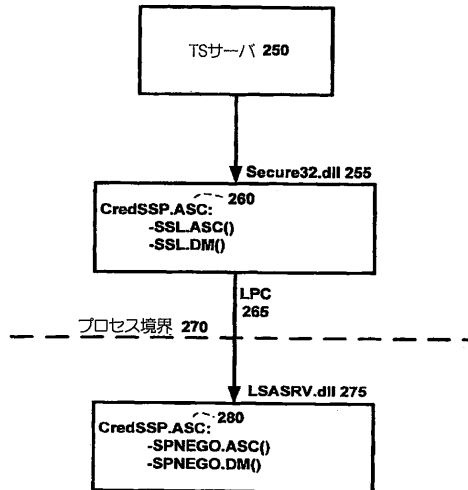 TSサーバ 250
Secure32.dll 255
260
CredSSP.ASC:
-SSL.ASC()
-SSL.DM()
LPC
265
プロセス境界 270
LSASRV.dll 275
280
CredSSP.ASC:
-SPNEGO.ASC()
-SPNEGO.DM()